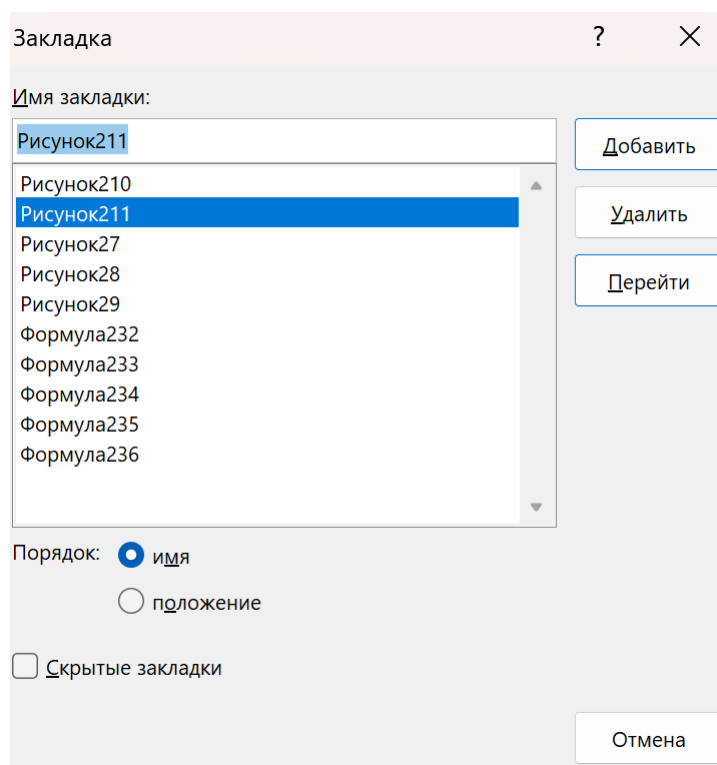 Закладка ?
Имя закладки:
Рисунок211
Добавить
Рисунок210
Рисунок211
Рисунок27
Рисунок28
Рисунок29
Формула232
Формула233
Формула234
Формула235
Формула236
Удалить
Перейти
Порядок: имя
положение
Скрытые закладки
Отмена